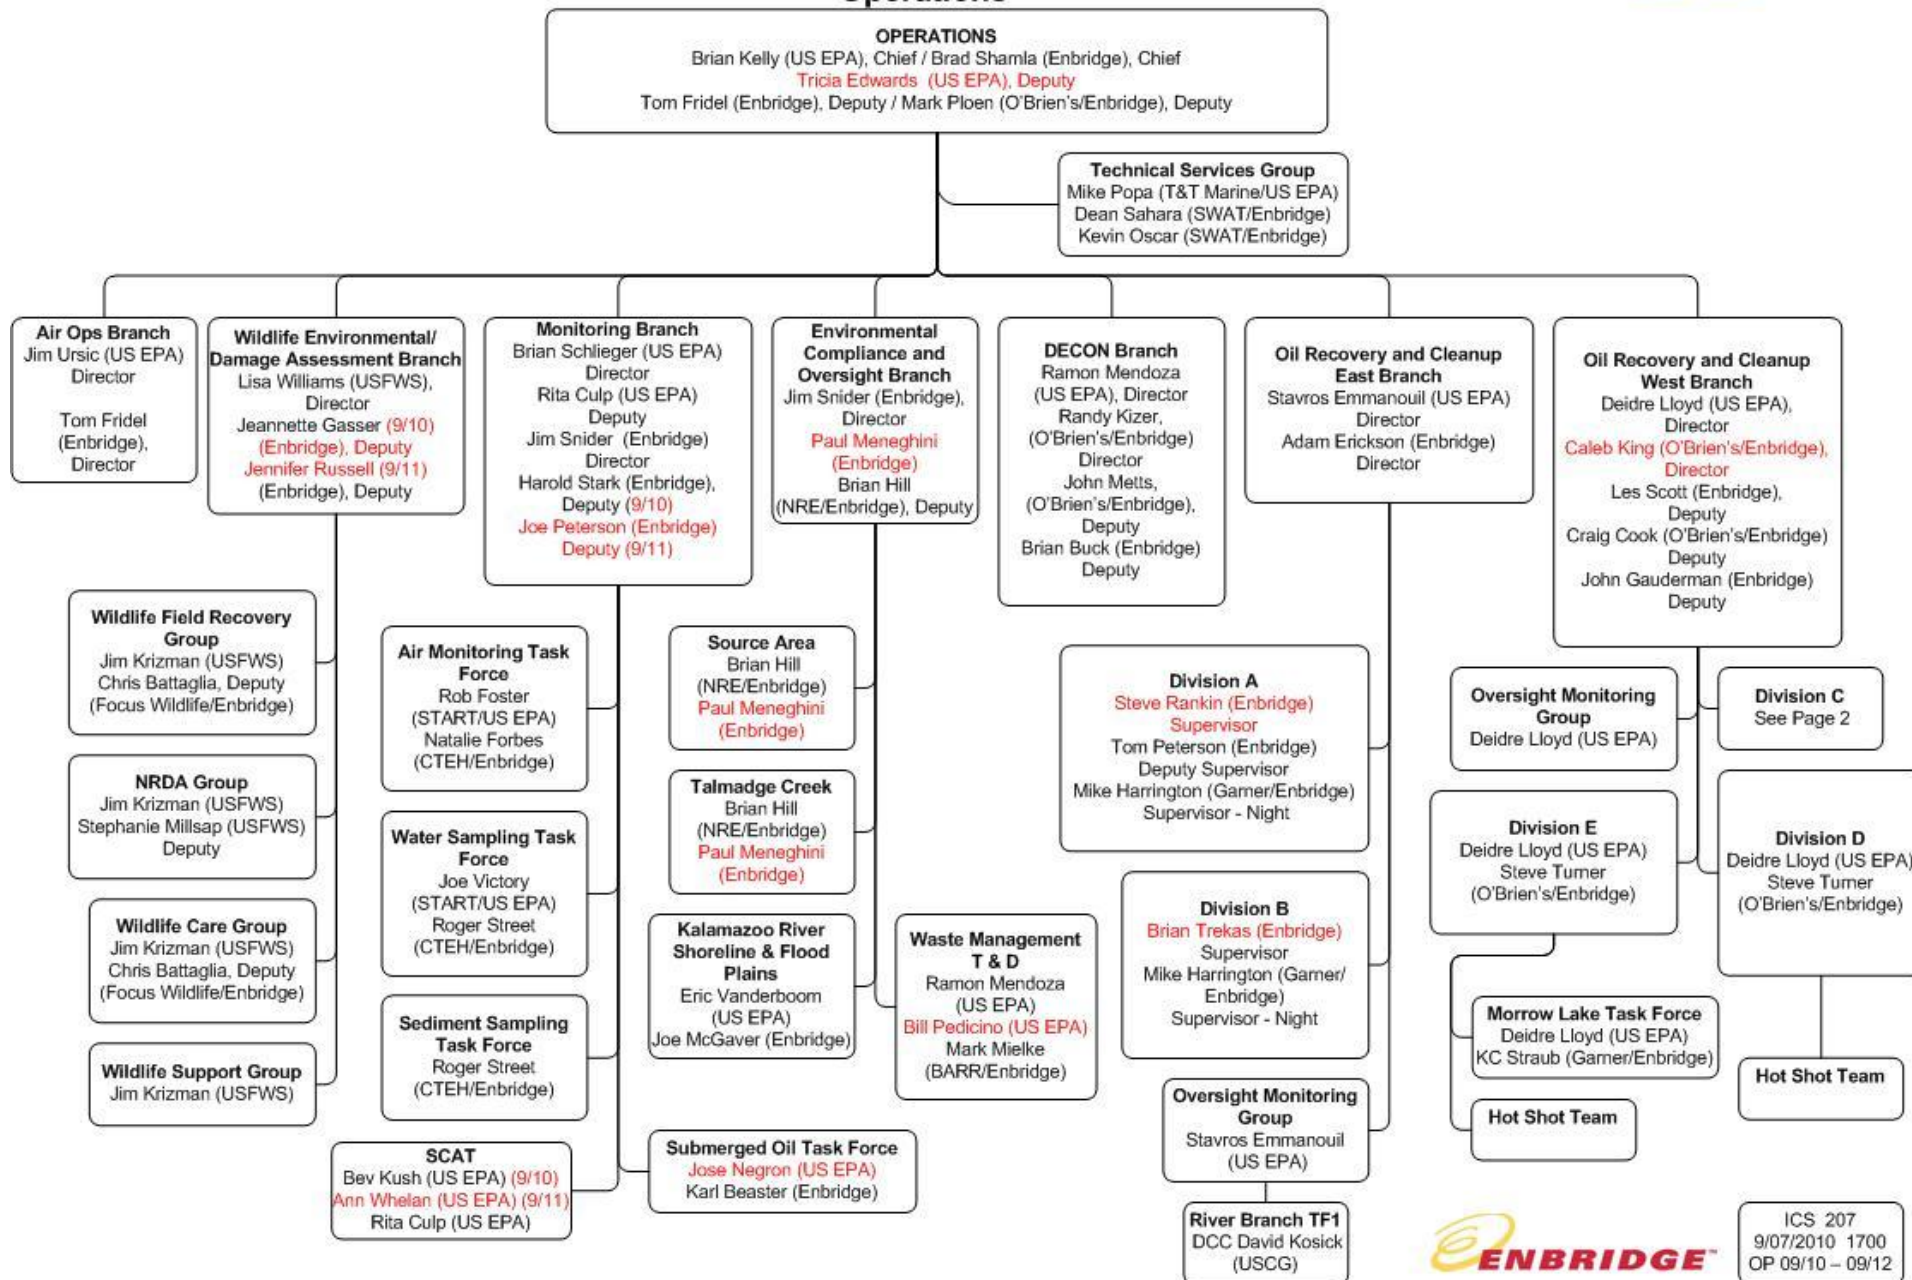 Operations
OPERATIONS
Brian Kelly (US EPA), Chief / Brad Shamla (Enbridge), Chief
Tricia Edwards (US EPA), Deputy
Tom Fridel (Enbridge), Deputy / Mark Ploen (O'Brien's/Enbridge), Deputy
Technical Services Group
Mike Popa (T&T Marine/US EPA)
Dean Sahara (SWAT/Enbridge)
Kevin Oscar (SWAT/Enbridge)
Air Ops Branch
Jim Ursic (US EPA)
Director
Tom Fridel
(Enbridge),
Director
Wildlife Environmental/
Damage Assessment Branch
Lisa Williams (USFWS),
Director
Jeannette Gasser (9/10)
(Enbridge), Deputy
Jennifer Russell (9/11)
(Enbridge), Deputy
Monitoring Branch
Brian Schlieger (US EPA)
Director
Rita Culp (US EPA)
Deputy
Jim Snider (Enbridge)
Director
Harold Stark (Enbridge),
Deputy (9/10)
Joe Peterson (Enbridge)
Deputy (9/11)
Environmental
Compliance and
Oversight Branch
Jim Snider (Enbridge),
Director
Paul Meneghini
(Enbridge)
Brian Hill
(NRE/Enbridge), Deputy
DECON Branch
Ramon Mendoza
(US EPA), Director
Randy Kizer,
(O'Brien's/Enbridge)
Director
John Metts,
(O'Brien's/Enbridge),
Deputy
Brian Buck (Enbridge)
Deputy
Oil Recovery and Cleanup
East Branch
Stavros Emmanouil (US EPA)
Director
Adam Erickson (Enbridge)
Director
Oil Recovery and Cleanup
West Branch
Deidre Lloyd (US EPA),
Director
Caleb King (O'Brien's/Enbridge),
Director
Les Scott (Enbridge),
Deputy
Craig Cook (O'Brien's/Enbridge)
Deputy
John Gauderman (Enbridge)
Deputy
Wildlife Field Recovery
Group
Jim Krizman (USFWS)
Chris Battaglia, Deputy
(Focus Wildlife/Enbridge)
NRDA Group
Jim Krizman (USFWS)
Stephanie Millsap (USFWS)
Deputy
Wildlife Care Group
Jim Krizman (USFWS)
Chris Battaglia, Deputy
(Focus Wildlife/Enbridge)
Wildlife Support Group
Jim Krizman (USFWS)
Air Monitoring Task
Force
Rob Foster
(START/US EPA)
Natalie Forbes
(CTEH/Enbridge)
Water Sampling Task
Force
Joe Victory
(START/US EPA)
Roger Street
(CTEH/Enbridge)
Sediment Sampling
Task Force
Roger Street
(CTEH/Enbridge)
SCAT
Bev Kush (US EPA) (9/10)
Ann Whelan (US EPA) (9/11)
Rita Culp (US EPA)
Submerged Oil Task Force
Jose Negron (US EPA)
Karl Beaster (Enbridge)
Source Area
Brian Hill
(NRE/Enbridge)
Paul Meneghini
(Enbridge)
Talmadge Creek
Brian Hill
(NRE/Enbridge)
Paul Meneghini
(Enbridge)
Kalamazoo River
Shoreline & Flood
Plains
Eric Vanderboom
(US EPA)
Joe McGaver (Enbridge)
Waste Management
T & D
Ramon Mendoza
(US EPA)
Bill Pedicino (US EPA)
Mark Mielke
(BARR/Enbridge)
Division A
Steve Rankin (Enbridge)
Supervisor
Tom Peterson (Enbridge)
Deputy Supervisor
Mike Harrington (Garner/Enbridge)
Supervisor - Night
Division B
Brian Trekas (Enbridge)
Supervisor
Mike Harrington (Garner/
Enbridge)
Supervisor - Night
Oversight Monitoring
Group
Stavros Emmanouil
(US EPA)
River Branch TF1
DCC David Kosick
(USCG)
Oversight Monitoring
Group
Deidre Lloyd (US EPA)
Division C
See Page 2
Division E
Deidre Lloyd (US EPA)
Steve Turner
(O'Brien's/Enbridge)
Division D
Deidre Lloyd (US EPA)
Steve Turner
(O'Brien's/Enbridge)
Morrow Lake Task Force
Deidre Lloyd (US EPA)
KC Straub (Garner/Enbridge)
Hot Shot Team
Hot Shot Team
ENBRIDGE™
ICS 207
9/07/2010 1700
OP 09/10 – 09/12